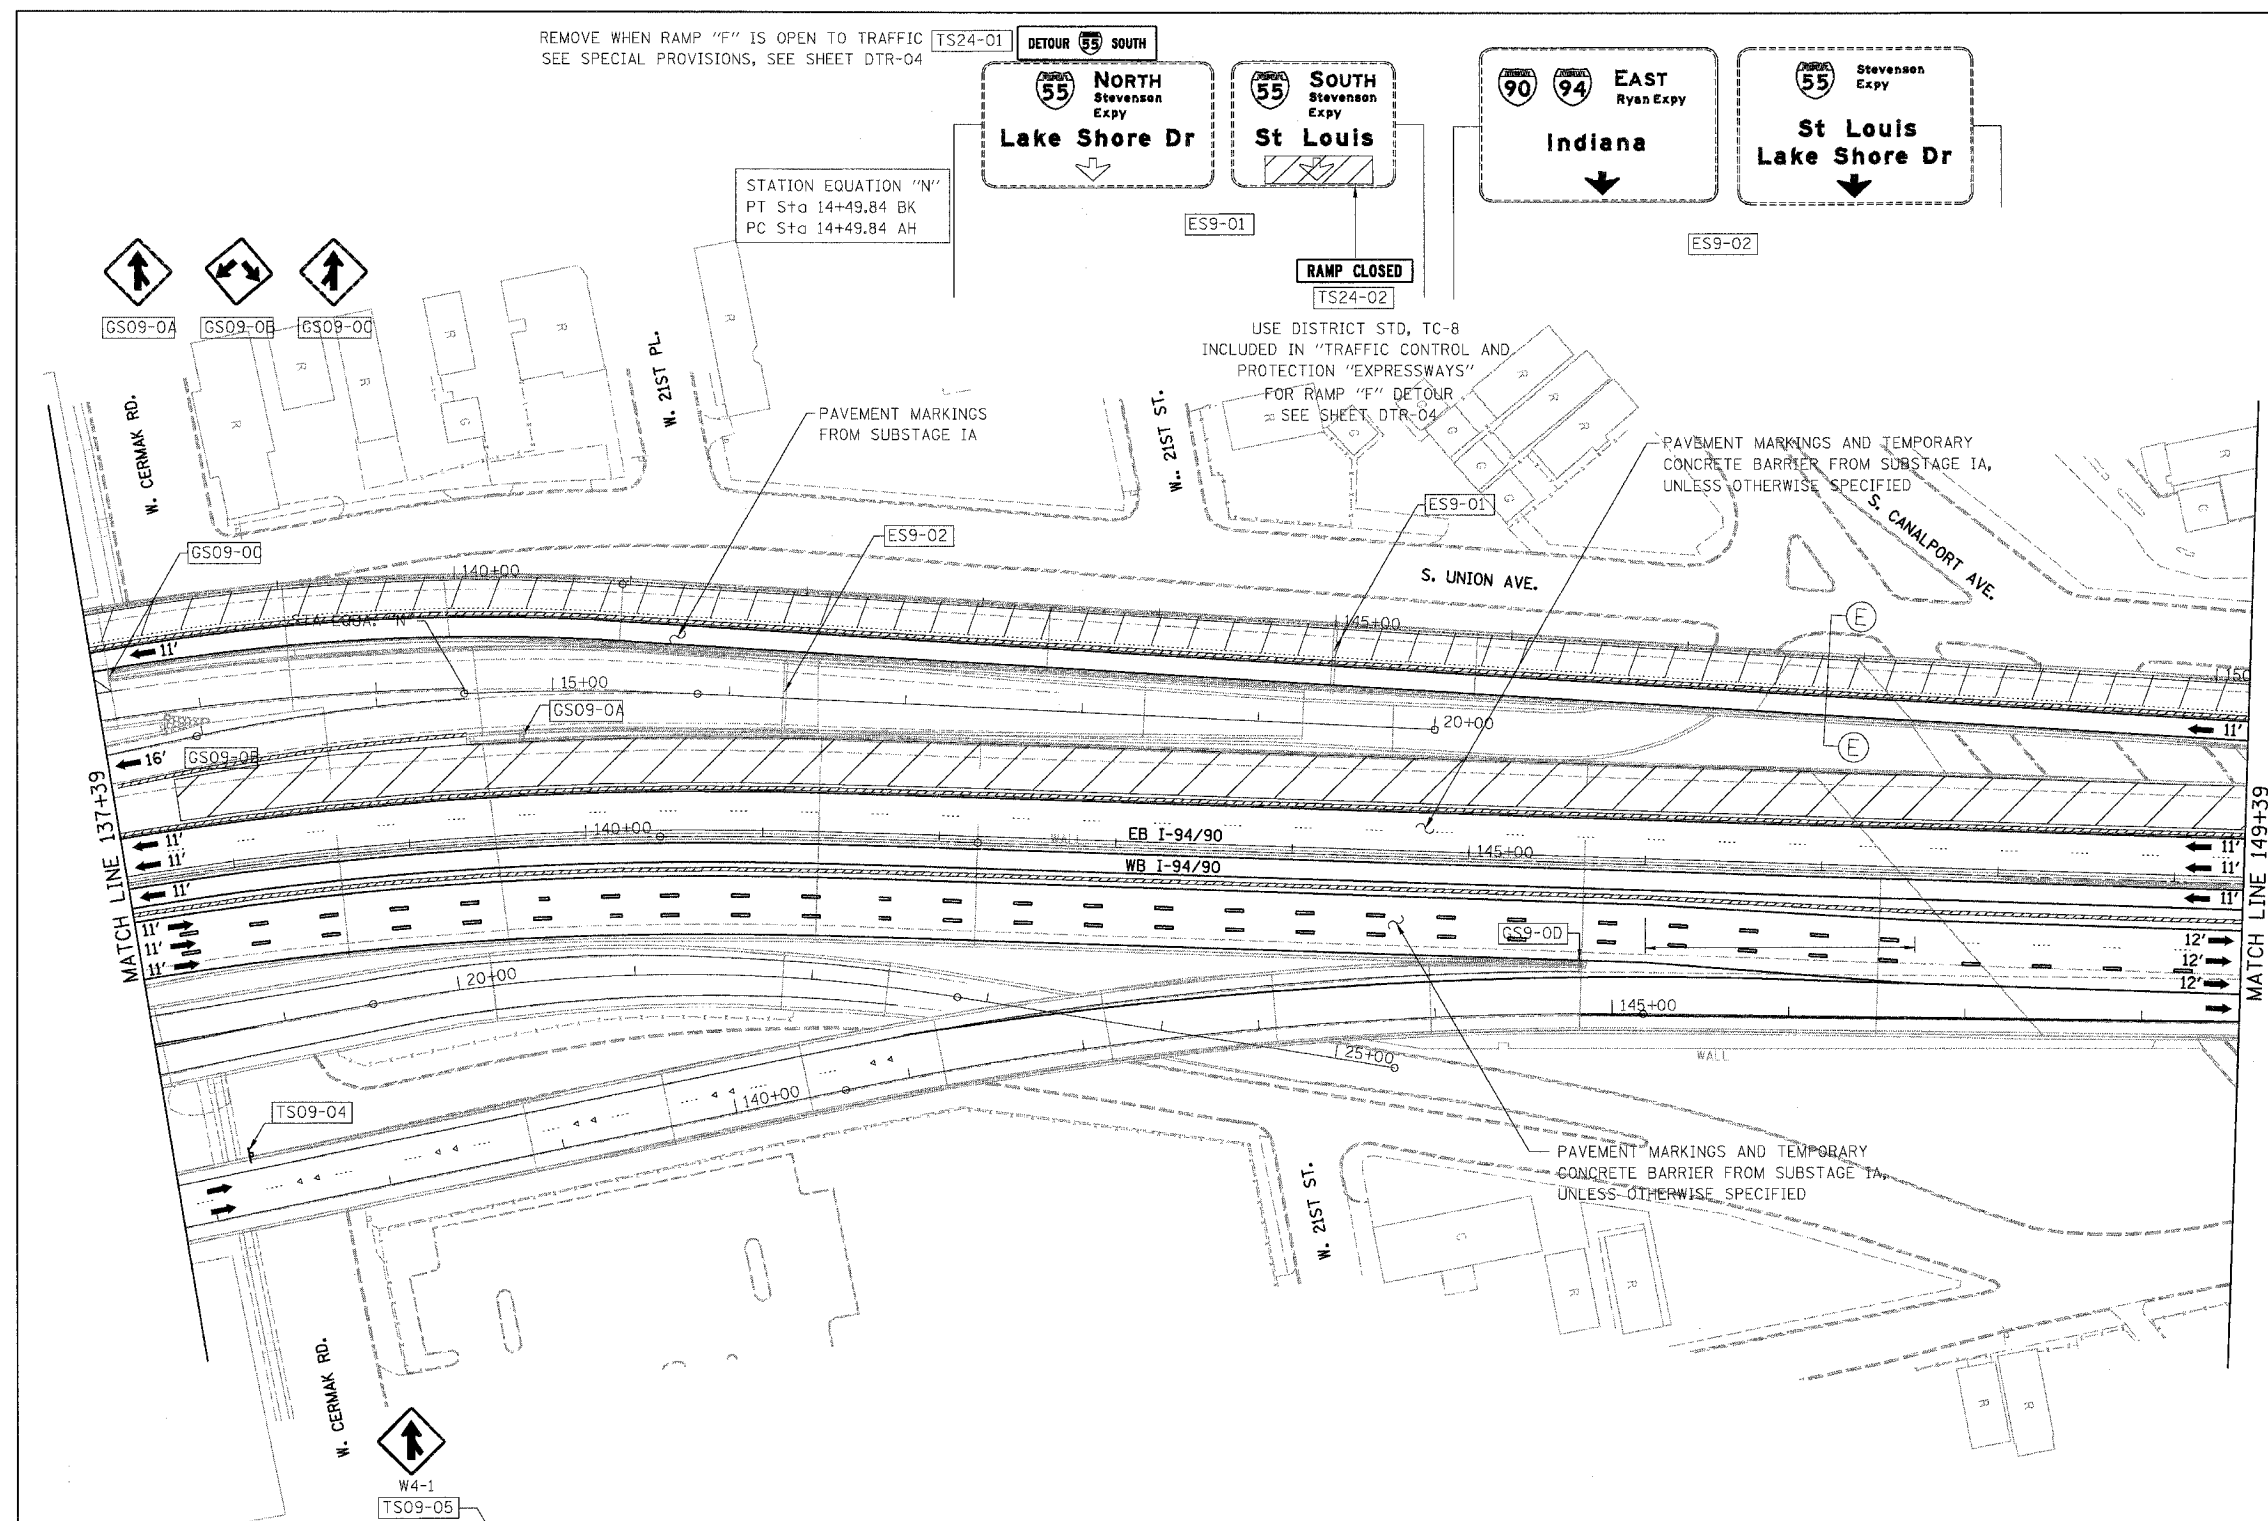 REMOVE WHEN RAMP "F" IS OPEN TO TRAFFIC
SEE SPECIAL PROVISIONS, SEE SHEET DTR-04
TS24-01
DETOUR 55 SOUTH
55 NORTH
Stevenson
Expy
Lake Shore Dr
55 SOUTH
Stevenson
Expy
St Louis
90 94 EAST
Ryan Expy
Indiana
55 Stevenson
Expy
St Louis
Lake Shore Dr
STATION EQUATION "N"
PT Sta 14+49.84 BK
PC Sta 14+49.84 AH
ES9-01
ES9-02
RAMP CLOSED
TS24-02
USE DISTRICT STD, TC-8
INCLUDED IN "TRAFFIC CONTROL AND
PROTECTION "EXPRESSWAYS"
FOR RAMP "F" DETOUR
SEE SHEET DTR-04
GS09-0A
GS09-0B
GS09-0C
W. CERMAK RD.
W. 21ST PL.
W. 21ST ST.
PAVEMENT MARKINGS
FROM SUBSTAGE IA
PAVEMENT MARKINGS AND TEMPORARY
CONCRETE BARRIER FROM SUBSTAGE IA,
UNLESS OTHERWISE SPECIFIED
S. CANALPORT AVE.
S. UNION AVE.
GS09-0C
ES9-02
ES9-01
140+00
145+00
150
STA EQUA. "N"
E
E
11'
11'
15+00
20+00
GS09-0A
GS09-0B
16'
MATCH LINE 137+39
MATCH LINE 149+39
140+00
WALL
EB I-94/90
145+00
WB I-94/90
11'
11'
11'
11'
11'
11'
11'
11'
11'
GS9-0D
12'
12'
12'
20+00
25+00
145+00
WALL
140+00
TS09-04
PAVEMENT MARKINGS AND TEMPORARY
CONCRETE BARRIER FROM SUBSTAGE IA,
UNLESS OTHERWISE SPECIFIED
W. 21ST ST.
W. CERMAK RD.
W4-1
TS09-05
R
R
R
R
R
R
G
R
G
G
G
G
R
R
R
R
G
C
R
R
R
R